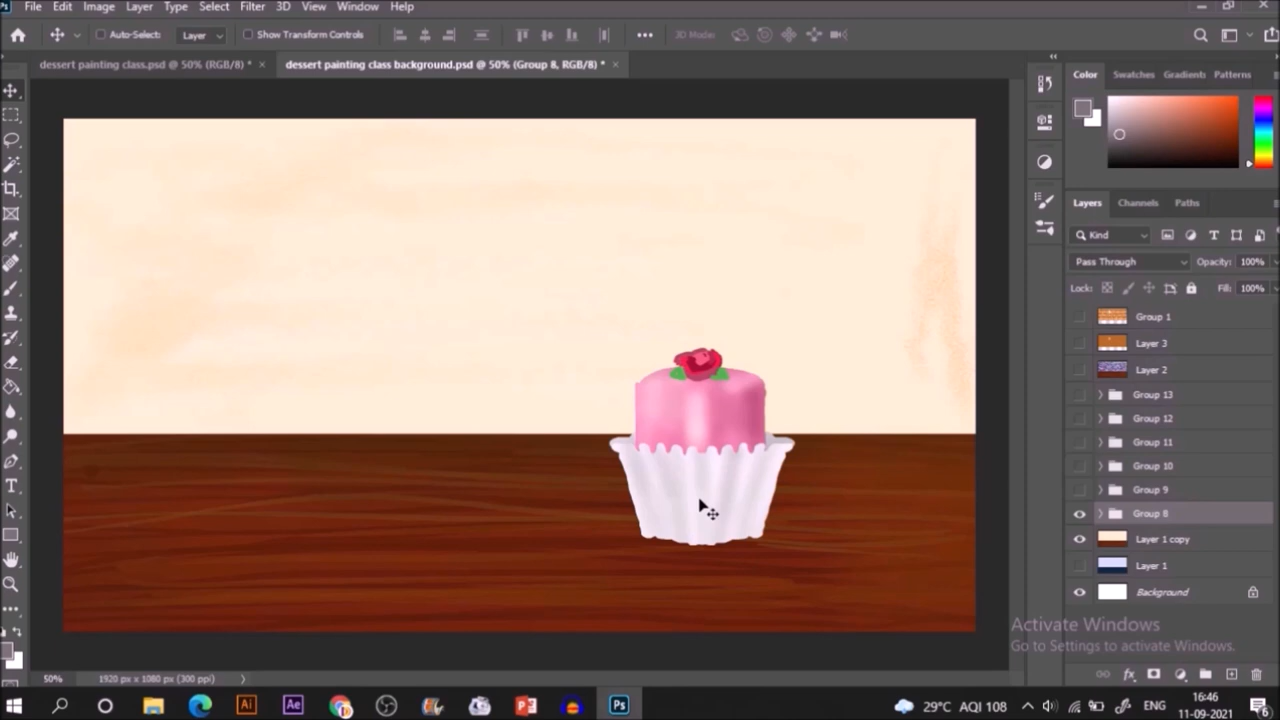 Ps File Edit Image Layer Type Select Filter 3D View Window Help
Auto-Select: Layer Show Transform Controls 3D Mode:
dessert painting class.psd @ 50% (RGB/8) * × dessert painting class background.psd @ 50% (Group 8, RGB/8) * ×
Color Swatches Gradients Patterns
Layers Channels Paths
Kind
Pass Through Opacity: 100%
Lock: Fill: 100%
Group 1
Layer 3
Layer 2
Group 13
Group 12
Group 11
Group 10
Group 9
Group 8
Layer 1 copy
Layer 1
Background
Activate Windows
Go to Settings to activate Windows.
50% 1920 px x 1080 px (300 ppi)
Ai Ae Ps 29°C AQI 108 ENG 16:46
11-09-2021 6